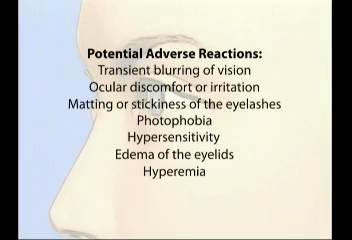 Potential Adverse Reactions:
Transient blurring of vision
Ocular discomfort or irritation
Matting or stickiness of the eyelashes
Photophobia
Hypersensitivity
Edema of the eyelids
Hyperemia